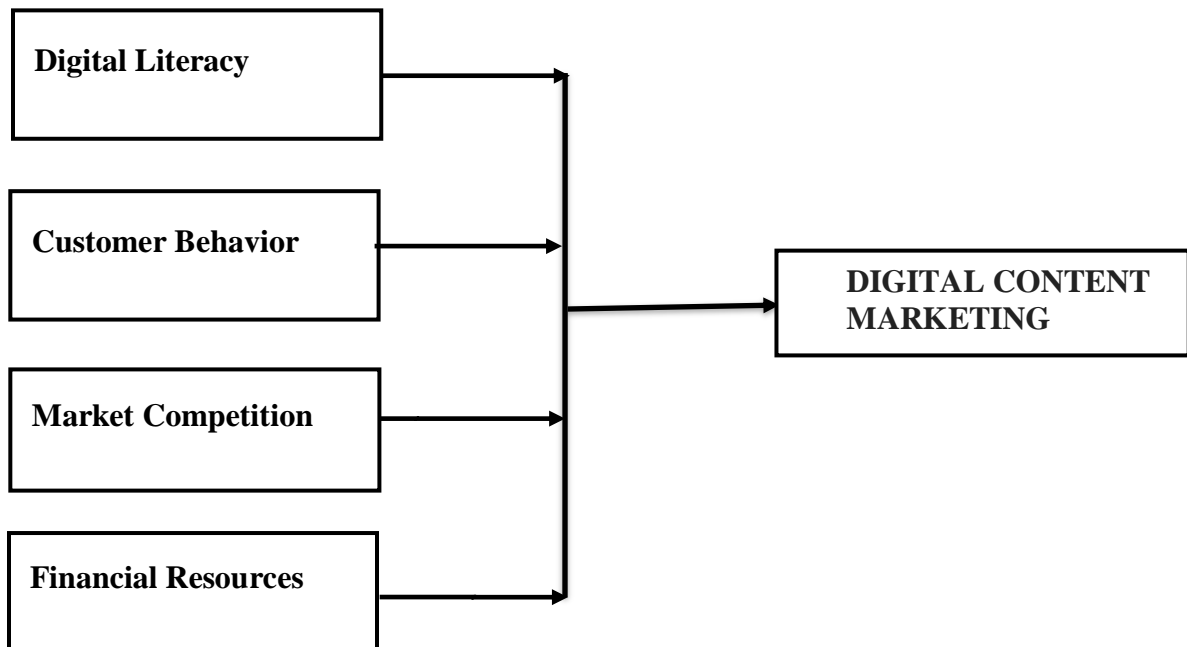 Digital Literacy
Customer Behavior
DIGITAL CONTENT
MARKETING
Market Competition
Financial Resources